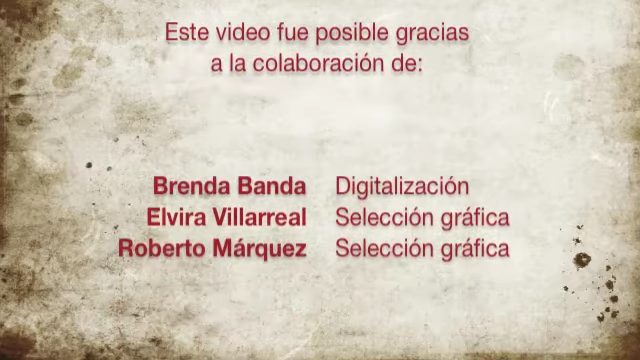 Este video fue posible gracias
a la colaboración de:
Brenda Banda Digitalización
Elvira Villarreal Selección gráfica
Roberto Márquez Selección gráfica